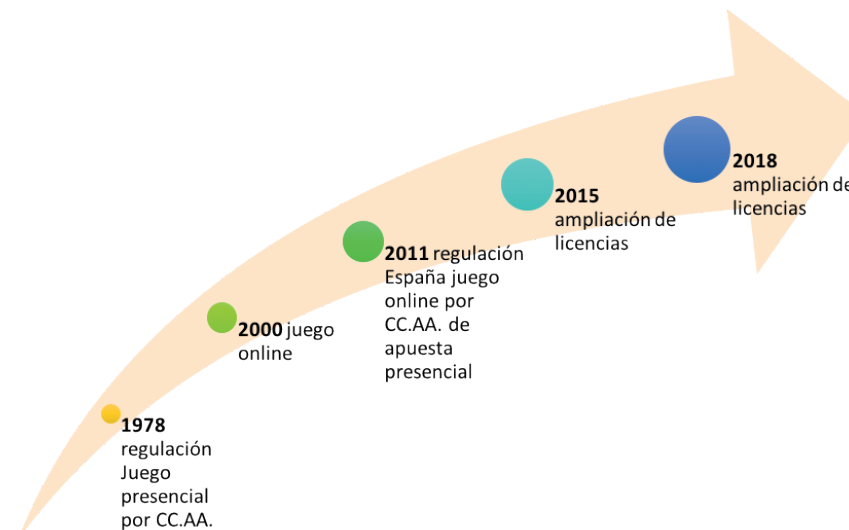 1978
regulación
Juego
presencial
por CC.AA.
2000 juego
online
2011 regulación
España juego
online por
CC.AA. de
apuesta
presencial
2015
ampliación de
licencias
2018
ampliación de
licencias